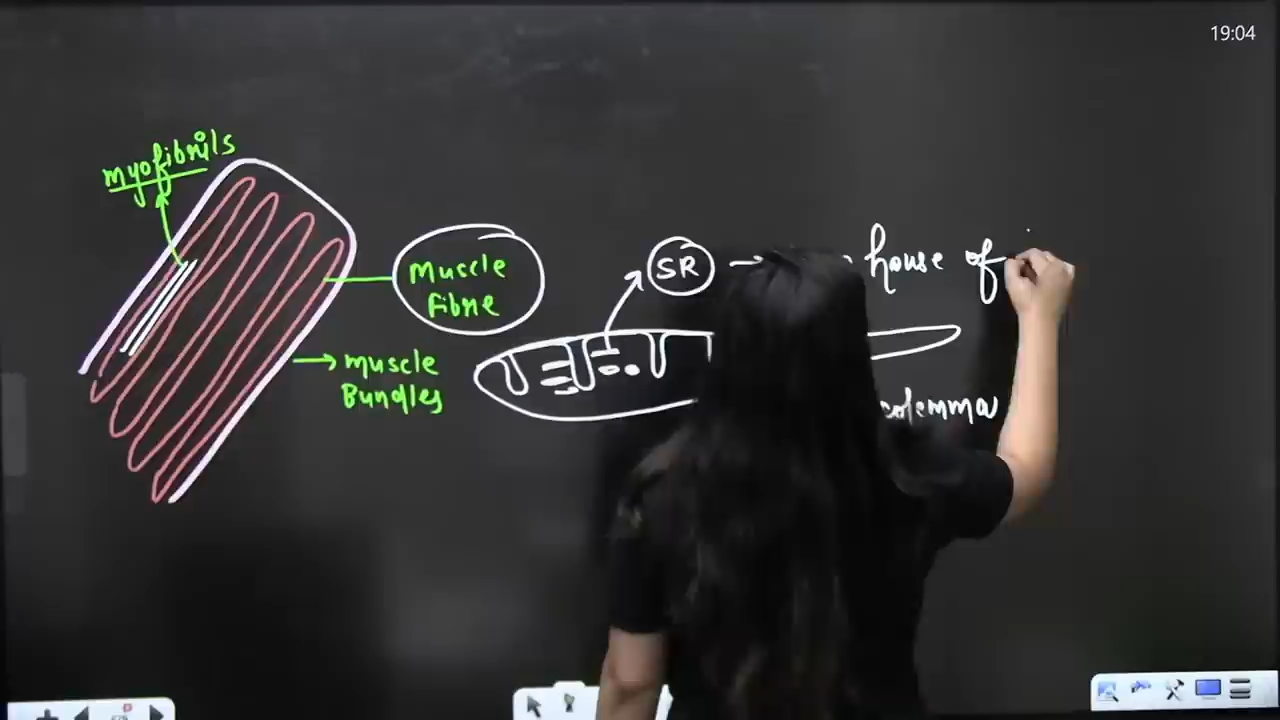 19:04
myofibrils
Muscle
Fibre
SR → house of
muscle
Bundles